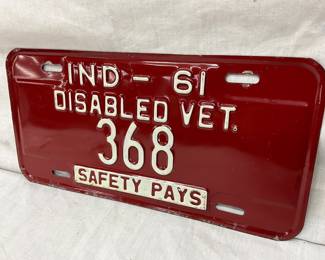 IND - 61
DISABLED VET.
368
SAFETY PAYS